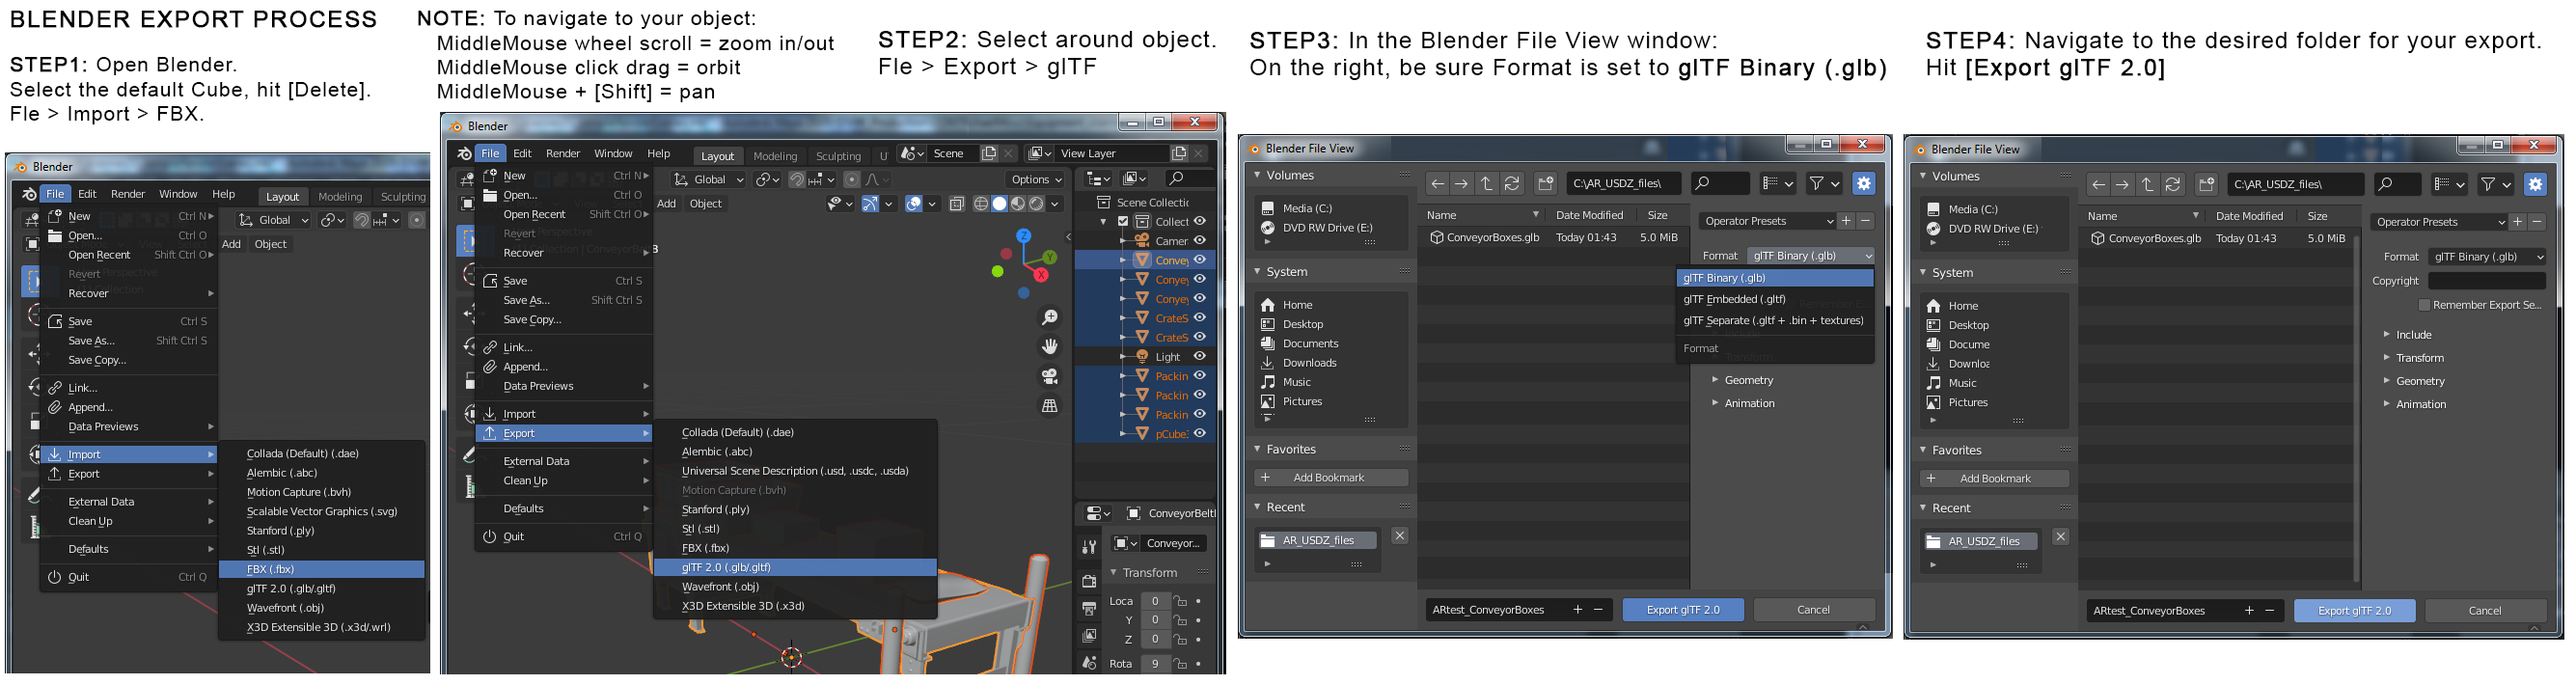 BLENDER EXPORT PROCESS
STEP1: Open Blender.
Select the default Cube, hit [Delete].
Fle > Import > FBX.
Blender
File Edit Render Window Help Layout Modeling Sculpting
New Ctrl N
Global
Open... Ctrl O
Open Recent Shift Ctrl O
Add Object
Revert
Recover
Save Ctrl S
Save As... Shift Ctrl S
Save Copy...
Link...
Append...
Data Previews
Import
Export
External Data
Clean Up
Defaults
Quit Ctrl Q
Collada (Default) (.dae)
Alembic (.abc)
Motion Capture (.bvh)
Scalable Vector Graphics (.svg)
Stanford (.ply)
Stl (.stl)
FBX (.fbx)
glTF 2.0 (.glb/.gltf)
Wavefront (.obj)
X3D Extensible 3D (.x3d/.wrl)
NOTE: To navigate to your object:
MiddleMouse wheel scroll = zoom in/out
MiddleMouse click drag = orbit
MiddleMouse + [Shift] = pan
STEP2: Select around object.
Fle > Export > glTF
Blender
File Edit Render Window Help Layout Modeling Sculpting U Scene View Layer
New Ctrl N
Global
Options
Open... Ctrl O
Open Recent Shift Ctrl O
Add Object
Revert
Recover
Save Ctrl S
Save As... Shift Ctrl S
Save Copy...
Link...
Append...
Data Previews
Import
Export
External Data
Clean Up
Defaults
Quit Ctrl Q
Collada (Default) (.dae)
Alembic (.abc)
Universal Scene Description (.usd, .usdc, .usda)
Motion Capture (.bvh)
Stanford (.ply)
Stl (.stl)
FBX (.fbx)
glTF 2.0 (.glb/.gltf)
Wavefront (.obj)
X3D Extensible 3D (.x3d)
Z
Y
X
Scene Collectic
Collect
Camer
Convey
Convey
Convey
CrateS
CrateS
Light
Packin
Packin
Packin
pCube
ConveyorBelt
Conveyor...
Transform
Loca 0
Y 0
Z 0
Rota 9
STEP3: In the Blender File View window:
On the right, be sure Format is set to glTF Binary (.glb)
Blender File View
Volumes
Media (C:)
DVD RW Drive (E:)
System
Home
Desktop
Documents
Downloads
Music
Pictures
Favorites
Add Bookmark
Recent
AR_USDZ_files
C:\AR_USDZ_files\
Name Date Modified Size
ConveyorBoxes.glb Today 01:43 5.0 MiB
Operator Presets
Format glTF Binary (.glb)
glTF Binary (.glb)
glTF Embedded (.gltf)
glTF Separate (.gltf + .bin + textures)
Format
Transform
Geometry
Animation
ARtest_ConveyorBoxes
Export glTF 2.0
Cancel
STEP4: Navigate to the desired folder for your export.
Hit [Export glTF 2.0]
Blender File View
Volumes
Media (C:)
DVD RW Drive (E:)
System
Home
Desktop
Docume
Downloa
Music
Pictures
Favorites
Add Bookmark
Recent
AR_USDZ_files
C:\AR_USDZ_files\
Name Date Modified Size
ConveyorBoxes.glb Today 01:43 5.0 MiB
Operator Presets
Format glTF Binary (.glb)
Copyright
Remember Export Se...
Include
Transform
Geometry
Animation
ARtest_ConveyorBoxes
Export glTF 2.0
Cancel